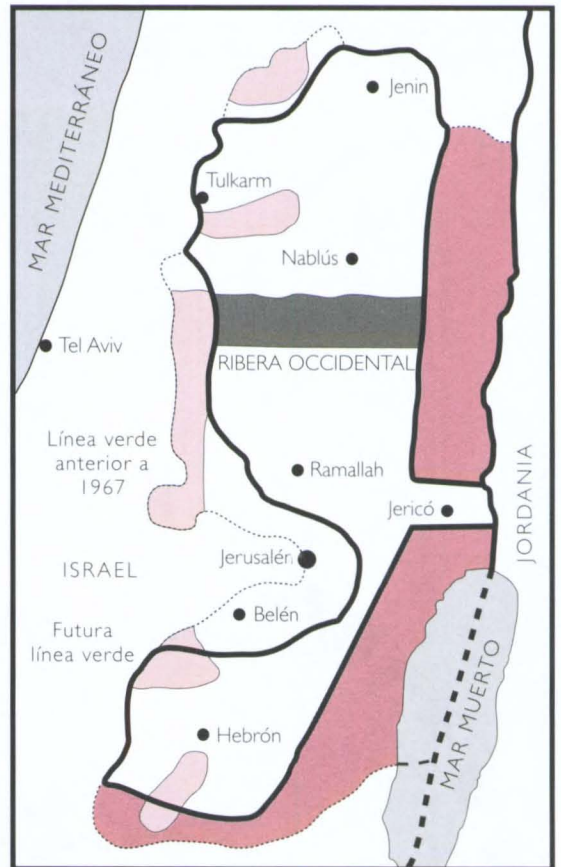 MAR MEDITERRÁNEO
Jenin
Tulkarm
Nablús
Tel Aviv
RIBERA OCCIDENTAL
Línea verde
anterior a
1967
Ramallah
Jericó
JORDANIA
Jerusalén
ISRAEL
Belén
Futura
línea verde
Hebrón
MAR MUERTO